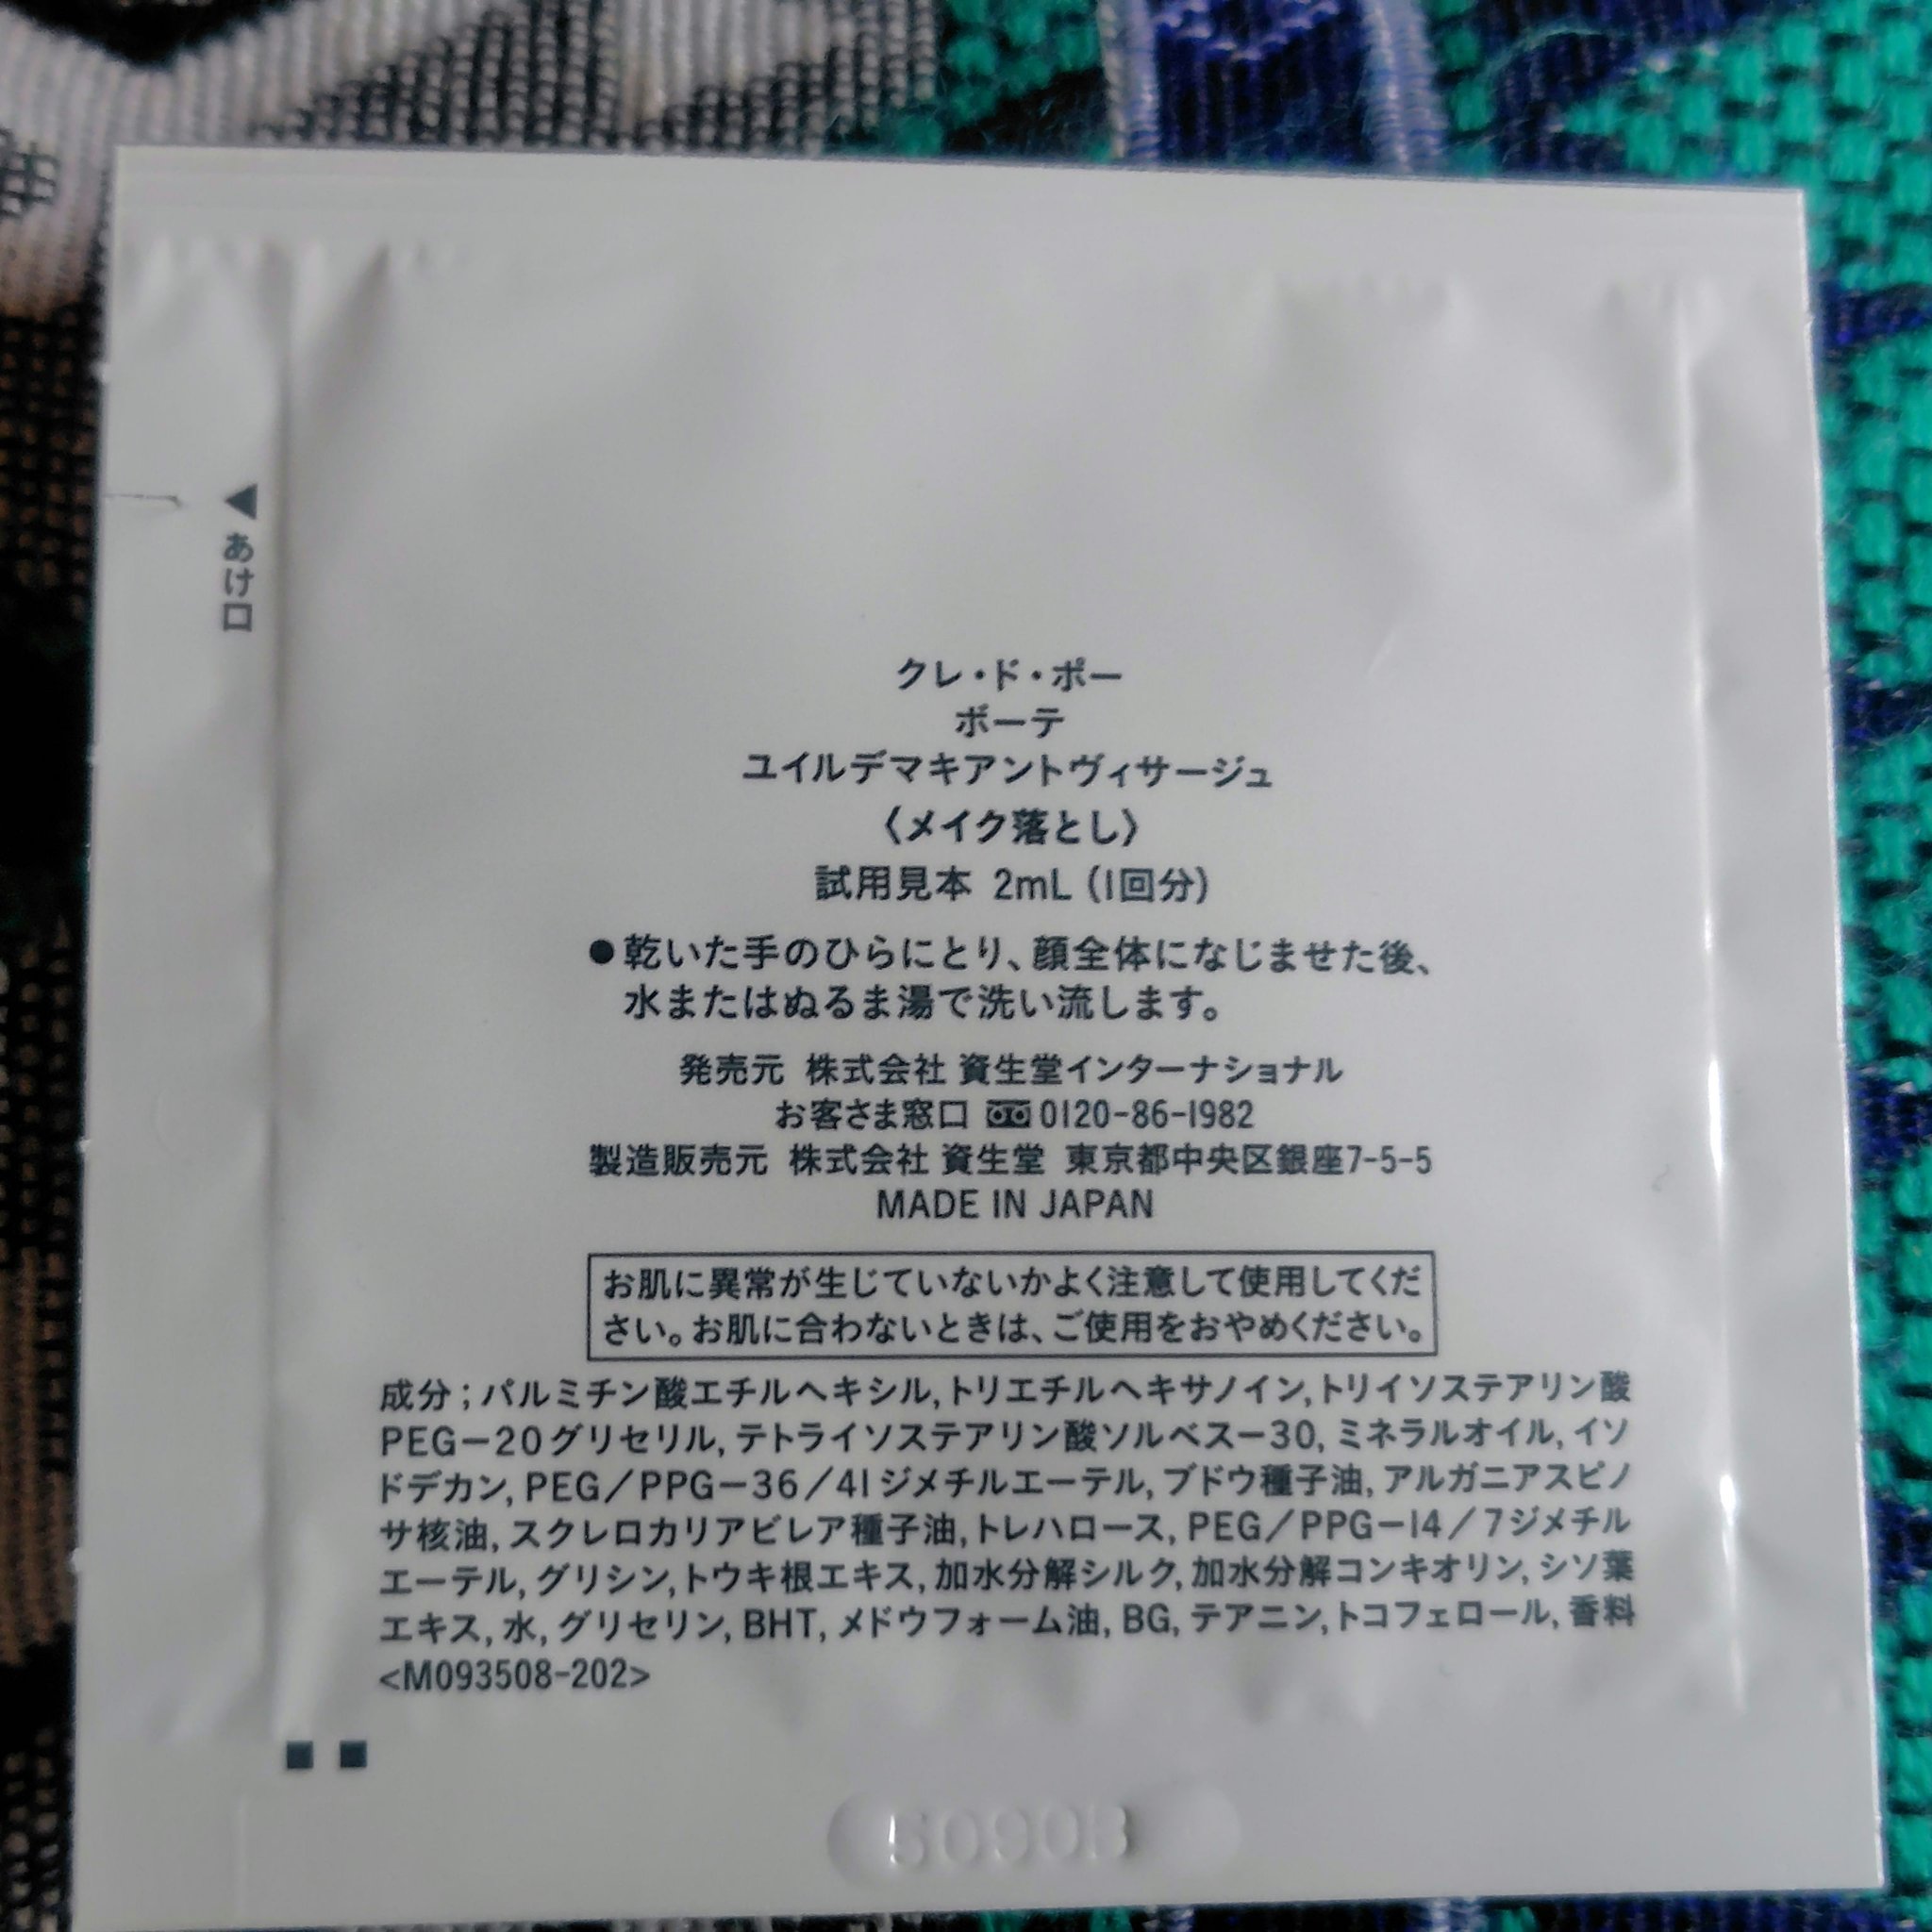 ◀あけ口
クレ・ド・ポー
ボーテ
ユイルデマキアントヴィサージュ
〈メイク落とし〉
試用見本 2mL (1回分)
●乾いた手のひらにとり、顔全体になじませた後、
水またはぬるま湯で洗い流します。
発売元 株式会社 資生堂インターナショナル
お客さま窓口 0120-86-1982
製造販売元 株式会社 資生堂 東京都中央区銀座7-5-5
MADE IN JAPAN
お肌に異常が生じていないかよく注意して使用してくだ
さい。お肌に合わないときは、ご使用をおやめください。
成分；パルミチン酸エチルヘキシル,トリエチルヘキサノイン,トリイソステアリン酸
PEG－20グリセリル,テトライソステアリン酸ソルベス－30,ミネラルオイル,イソ
ドデカン,PEG／PPG－36／41ジメチルエーテル,ブドウ種子油,アルガニアスピノ
サ核油,スクレロカリアビレア種子油,トレハロース,PEG／PPG－14／7ジメチル
エーテル,グリシン,トウキ根エキス,加水分解シルク,加水分解コンキオリン,シソ葉
エキス,水,グリセリン,BHT,メドウフォーム油,BG,テアニン,トコフェロール,香料
<M093508-202>